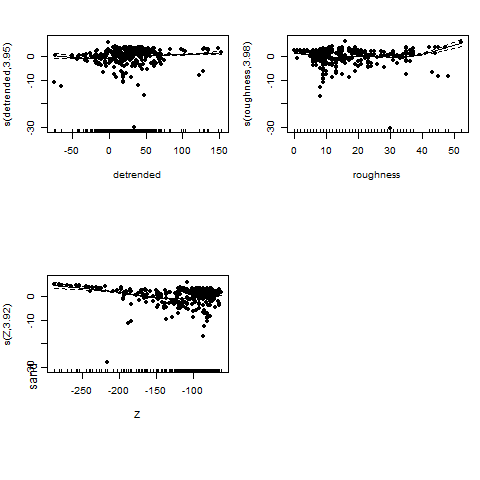 s(detrended,3.95)
0
-10
-30
-50 0 50 100 150
detrended
s(roughness,3.98)
0
-10
-30
0 10 20 30 40 50
roughness
s(Z,3.92)
0
-10
-30
sand
-250 -200 -150 -100
Z